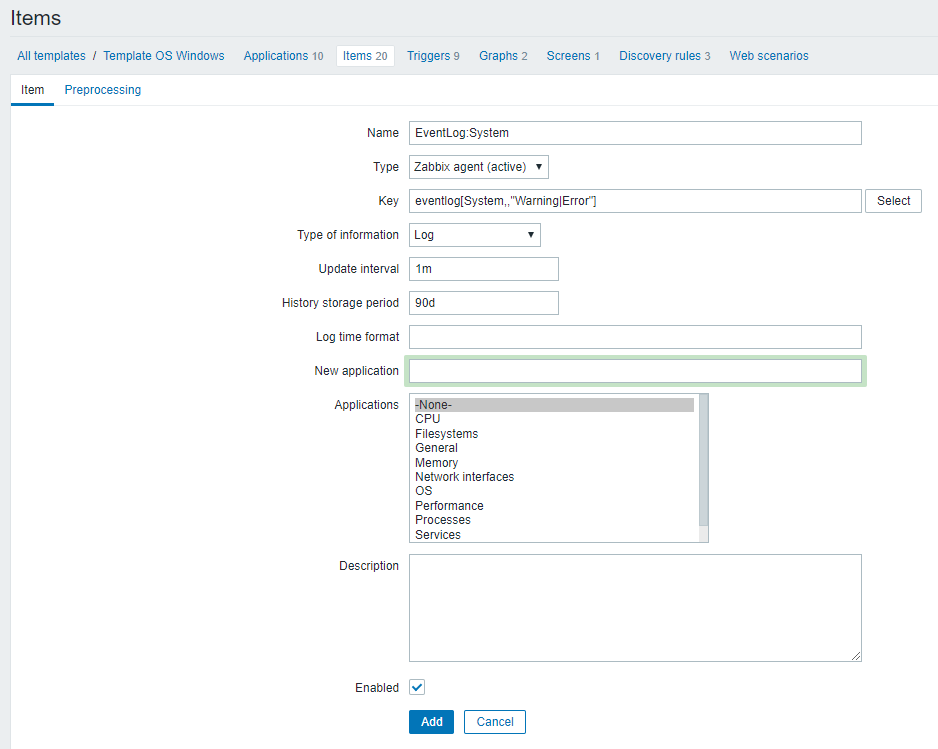 Items
All templates / Template OS Windows Applications 10 Items 20 Triggers 9 Graphs 2 Screens 1 Discovery rules 3 Web scenarios
Item Preprocessing
Name EventLog:System
Type Zabbix agent (active)
Key eventlog[System,,"Warning|Error"] Select
Type of information Log
Update interval 1m
History storage period 90d
Log time format
New application
Applications -None-
CPU
Filesystems
General
Memory
Network interfaces
OS
Performance
Processes
Services
Description
Enabled
Add Cancel